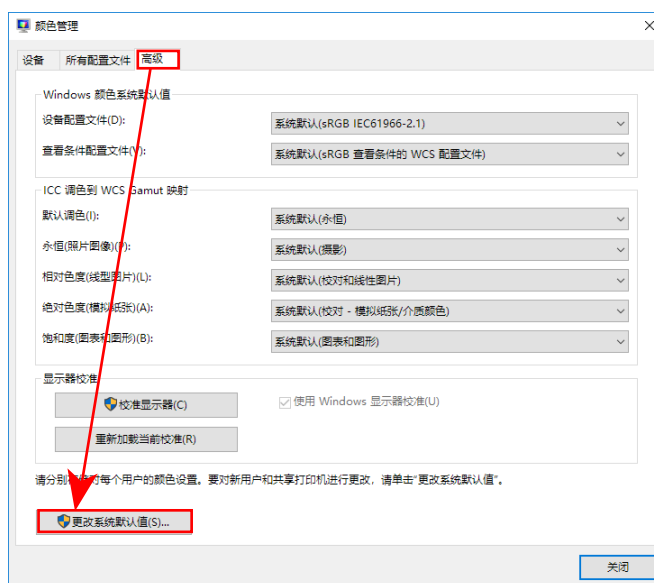 颜色管理
设备 所有配置文件 高级
Windows 颜色系统默认值
设备配置文件(D): 系统默认(sRGB IEC61966-2.1)
查看条件配置文件(V): 系统默认(sRGB 查看条件的 WCS 配置文件)
ICC 调色到 WCS Gamut 映射
默认调色(I): 系统默认(永恒)
永恒(照片图像)(P): 系统默认(摄影)
相对色度(线型图片)(L): 系统默认(校对和线性图片)
绝对色度(模拟纸张)(A): 系统默认(校对 - 模拟纸张/介质颜色)
饱和度(图表和图形)(B): 系统默认(图表和图形)
显示器校准
校准显示器(C) 使用 Windows 显示器校准(U)
重新加载当前校准(R)
请分别 对每个用户的颜色设置。要对新用户和共享打印机进行更改，请单击"更改系统默认值"。
更改系统默认值(S)...
关闭